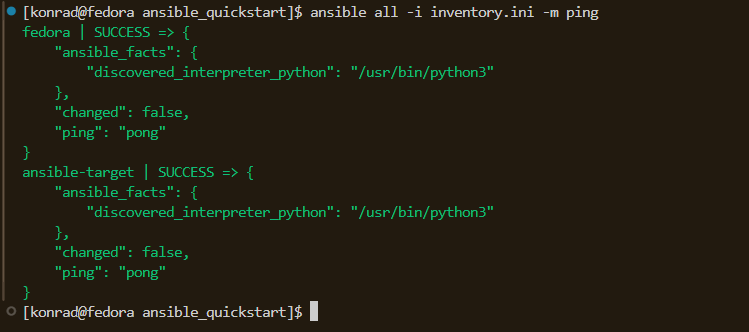 [konrad@fedora ansible_quickstart]$ ansible all -i inventory.ini -m ping
fedora | SUCCESS => {
    "ansible_facts": {
        "discovered_interpreter_python": "/usr/bin/python3"
    },
    "changed": false,
    "ping": "pong"
}
ansible-target | SUCCESS => {
    "ansible_facts": {
        "discovered_interpreter_python": "/usr/bin/python3"
    },
    "changed": false,
    "ping": "pong"
}
[konrad@fedora ansible_quickstart]$